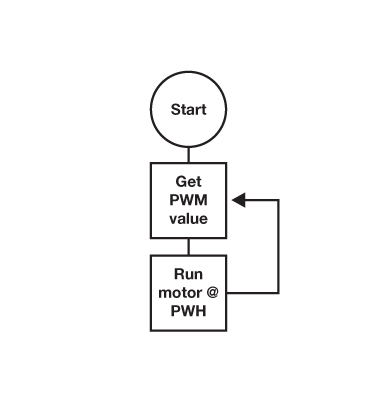 Start
Get
PWM
value
Run
motor @
PWH